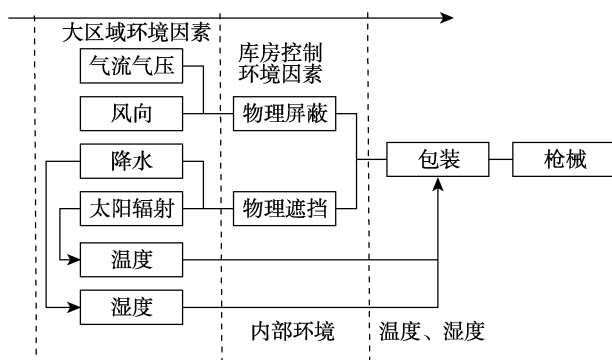 大区域环境因素
库房控制
环境因素
气流气压
风向
物理屏蔽
降水
包装
枪械
太阳辐射
物理遮挡
温度
湿度
内部环境
温度、湿度